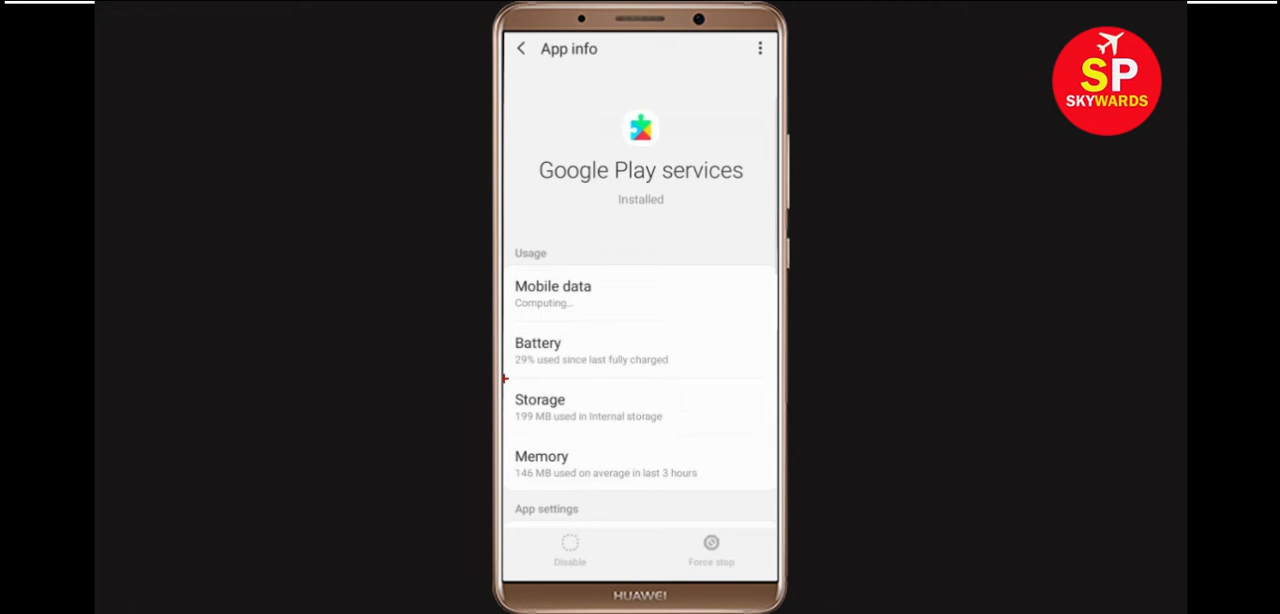 App info
SP
SKYWARDS
Google Play services
Installed
Usage
Mobile data
Computing...
Battery
29% used since last fully charged
Storage
199 MB used in Internal storage
Memory
146 MB used on average in last 3 hours
App settings
Disable
Force stop
HUAWEI